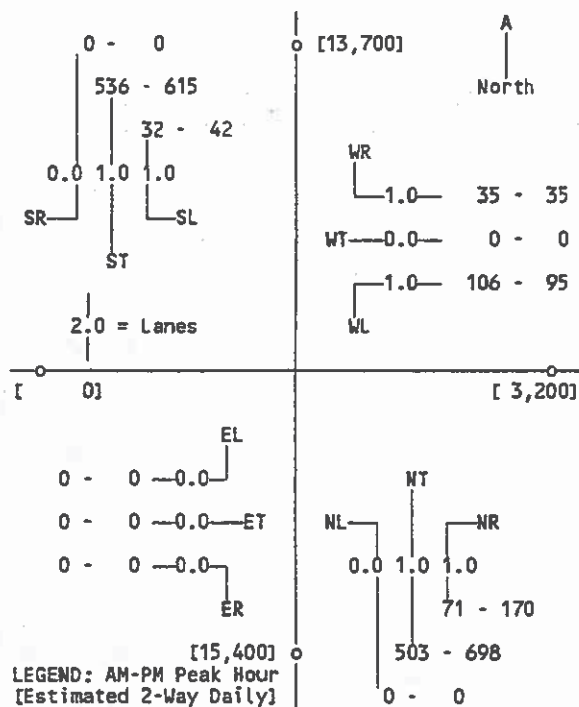 0 - 0 [13,700] A
536 - 615 North
32 - 42
WR
0.0 1.0 1.0 1.0 35 - 35
SR SL WT 0.0 0 - 0
ST 1.0 106 - 95
2.0 = Lanes WL
[ 0] [ 3,200]
EL
0 - 0 0.0 NT
0 - 0 0.0 ET NL NR
0 - 0 0.0 0.0 1.0 1.0
ER 71 - 170
[15,400] 503 - 698
LEGEND: AM-PM Peak Hour
[Estimated 2-Way Daily] 0 - 0